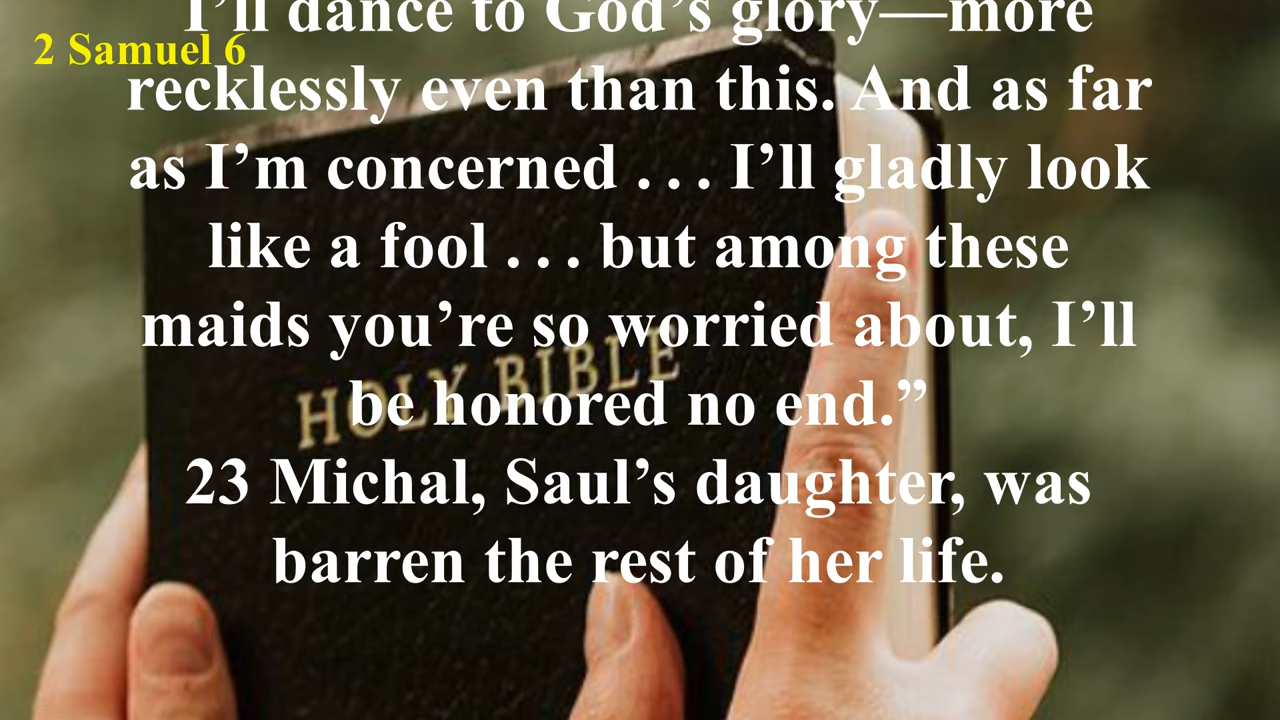 I’ll dance to God’s glory—more
2 Samuel 6
recklessly even than this. And as far
as I’m concerned . . . I’ll gladly look
like a fool . . . but among these
maids you’re so worried about, I’ll
be honored no end.”
HOLY BIBLE
23 Michal, Saul’s daughter, was
barren the rest of her life.